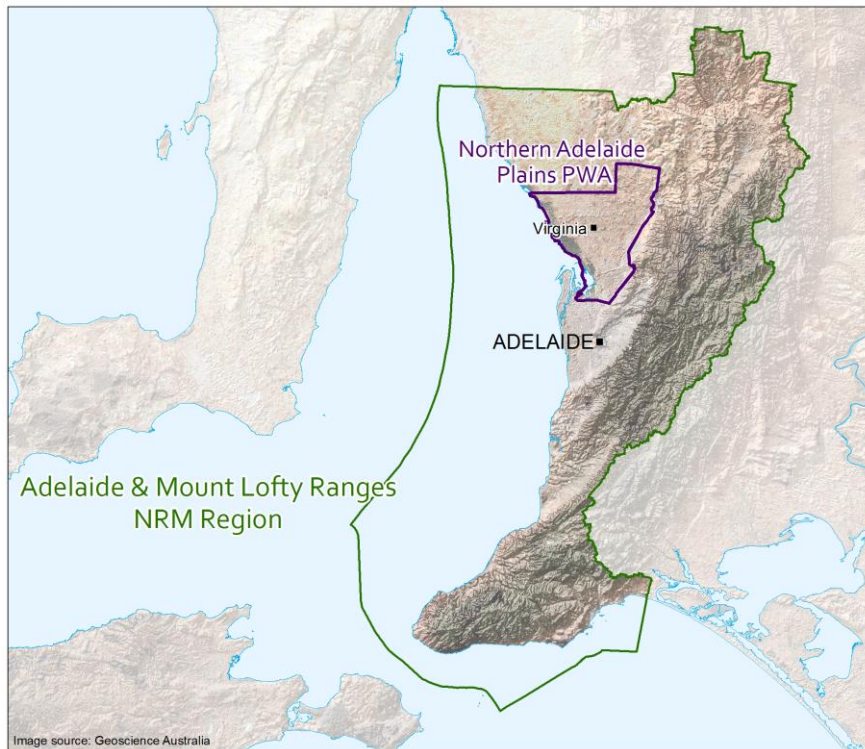 Northern Adelaide
Plains PWA
Virginia
ADELAIDE
Adelaide & Mount Lofty Ranges
NRM Region
Image source: Geoscience Australia